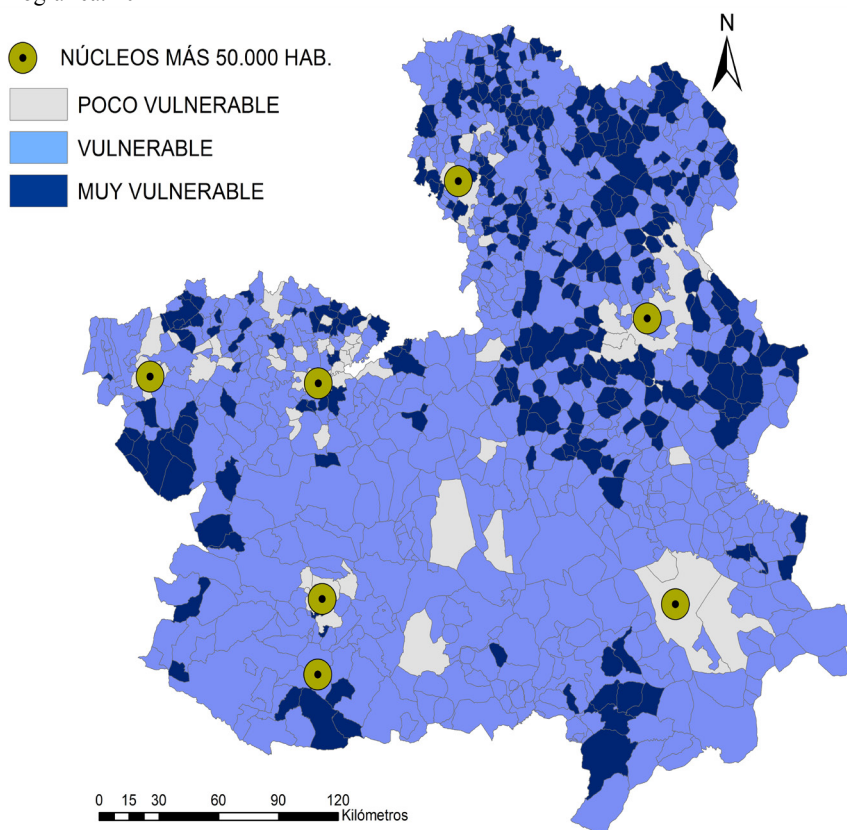 N
NÚCLEOS MÁS 50.000 HAB.
POCO VULNERABLE
VULNERABLE
MUY VULNERABLE
0 15 30 60 90 120
Kilómetros